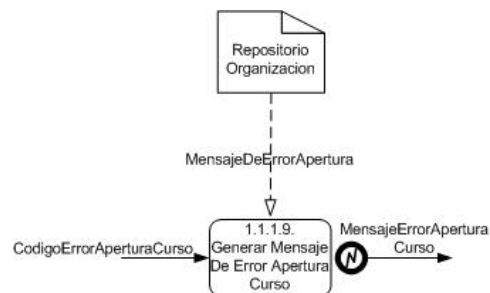 Repositorio
Organizacion
MensajeDeErrorApertura
CodigoErrorAperturaCurso
1.1.1.9.
Generar Mensaje
De Error Apertura
Curso
MensajeErrorApertura
Curso